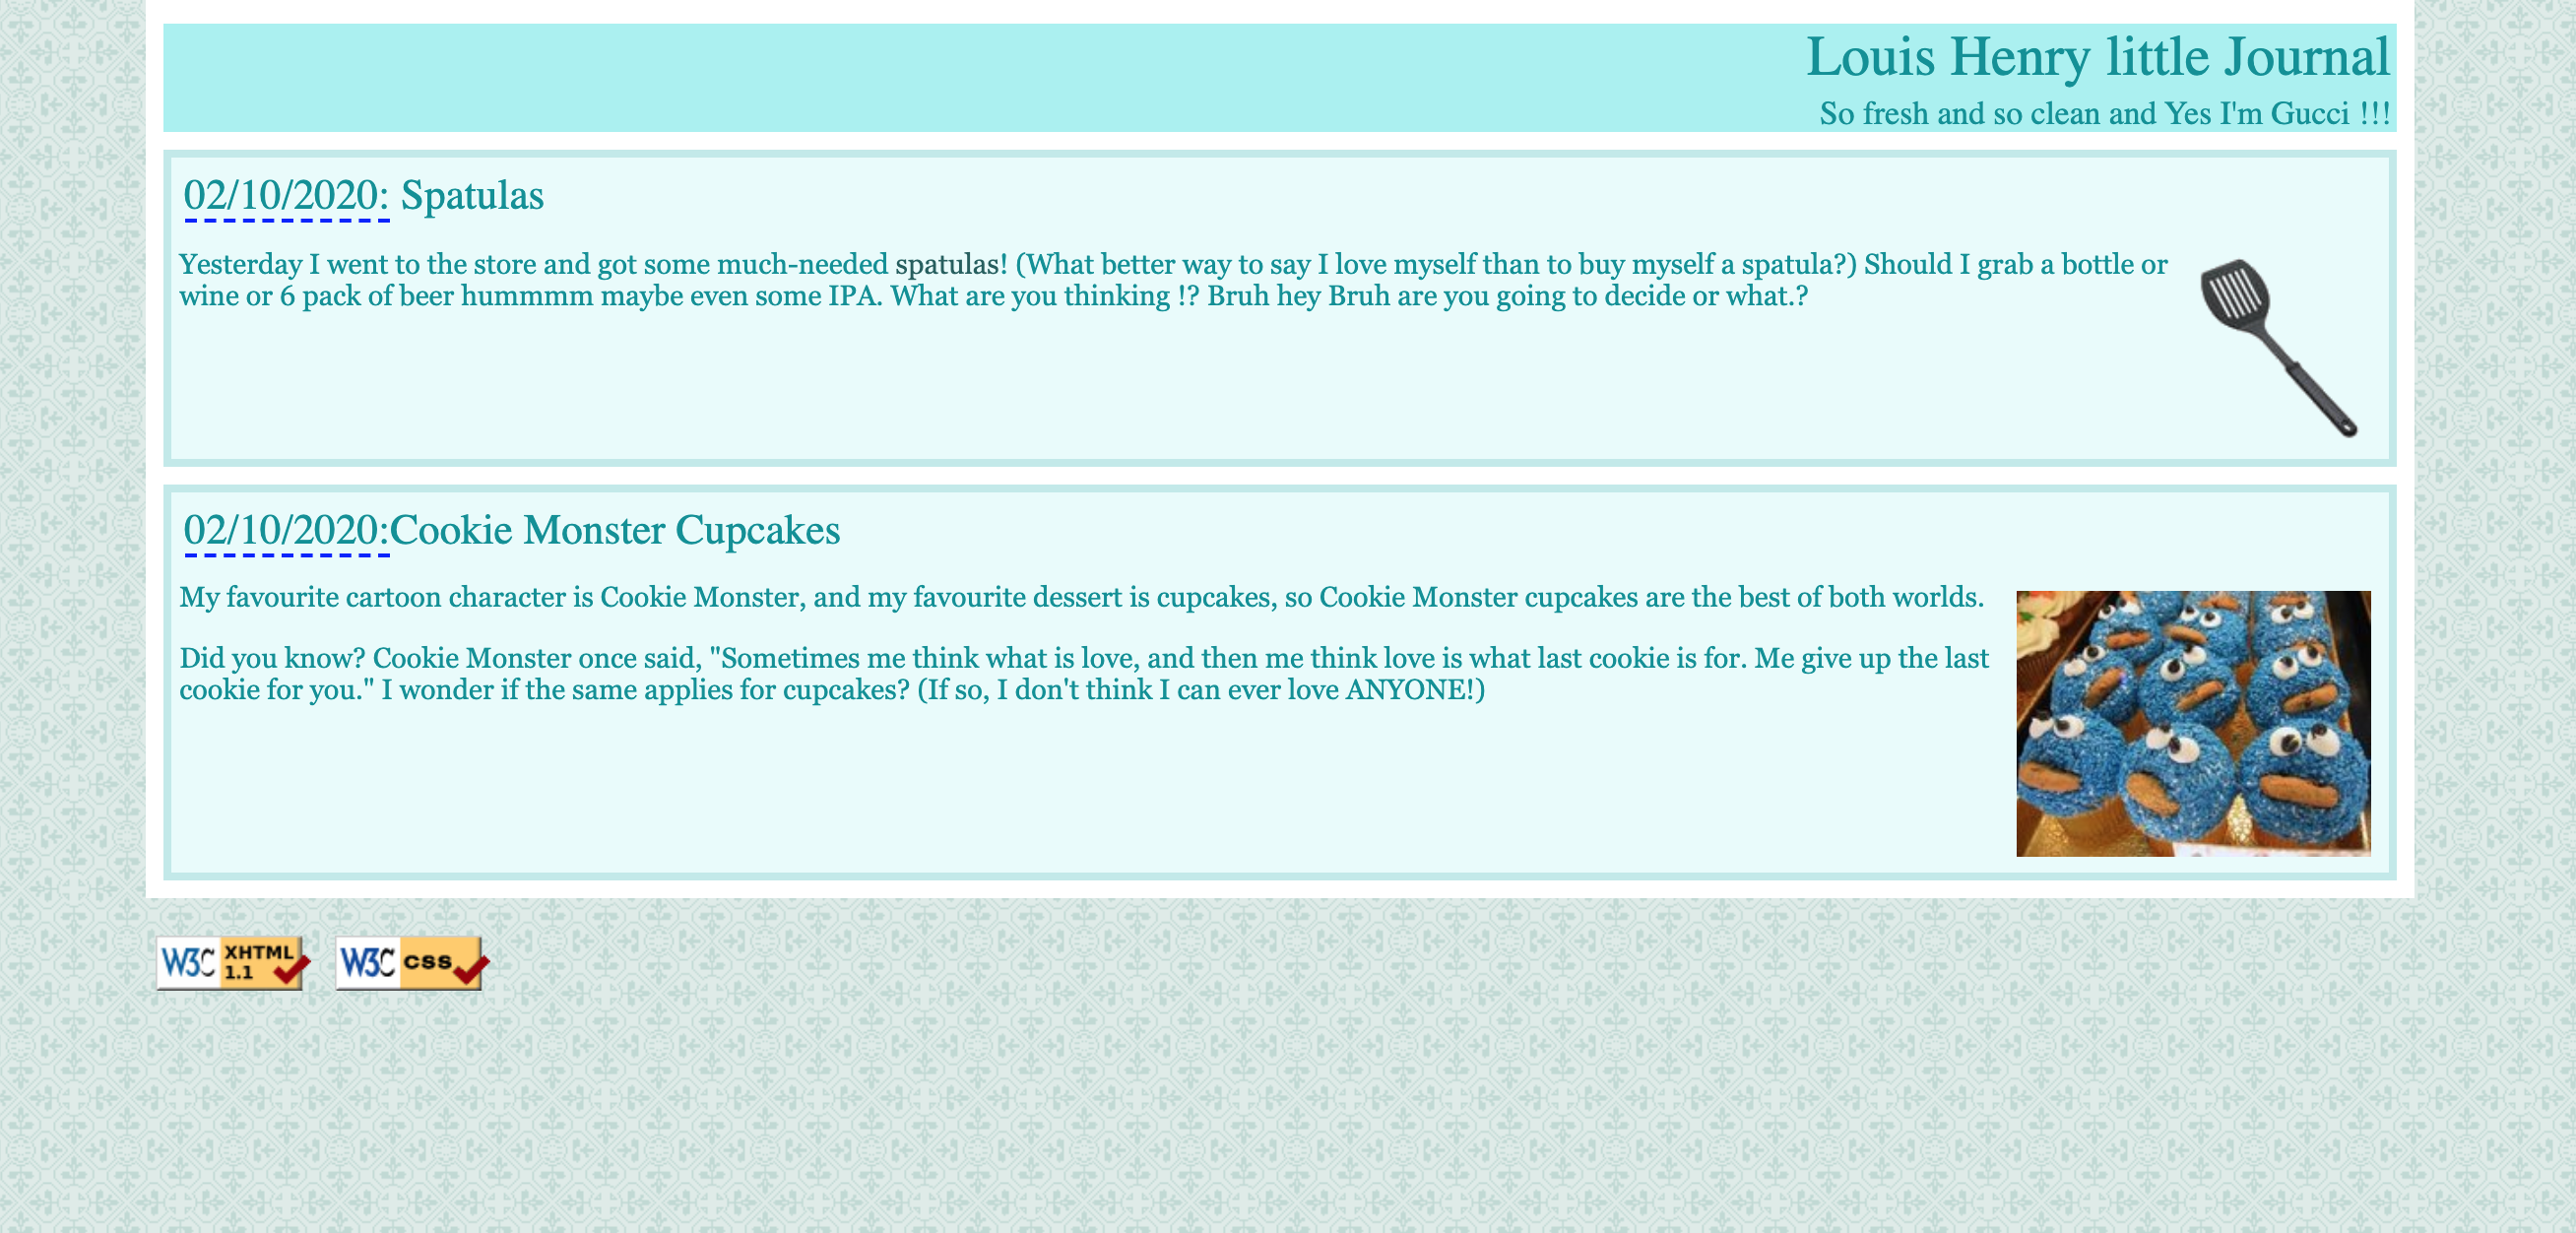 Louis Henry little Journal
So fresh and so clean and Yes I'm Gucci !!!
02/10/2020: Spatulas
Yesterday I went to the store and got some much-needed spatulas! (What better way to say I love myself than to buy myself a spatula?) Should I grab a bottle or
wine or 6 pack of beer hummmm maybe even some IPA. What are you thinking !? Bruh hey Bruh are you going to decide or what.?
02/10/2020:Cookie Monster Cupcakes
My favourite cartoon character is Cookie Monster, and my favourite dessert is cupcakes, so Cookie Monster cupcakes are the best of both worlds.
Did you know? Cookie Monster once said, "Sometimes me think what is love, and then me think love is what last cookie is for. Me give up the last
cookie for you." I wonder if the same applies for cupcakes? (If so, I don't think I can ever love ANYONE!)
W3C XHTML 1.1
W3C css